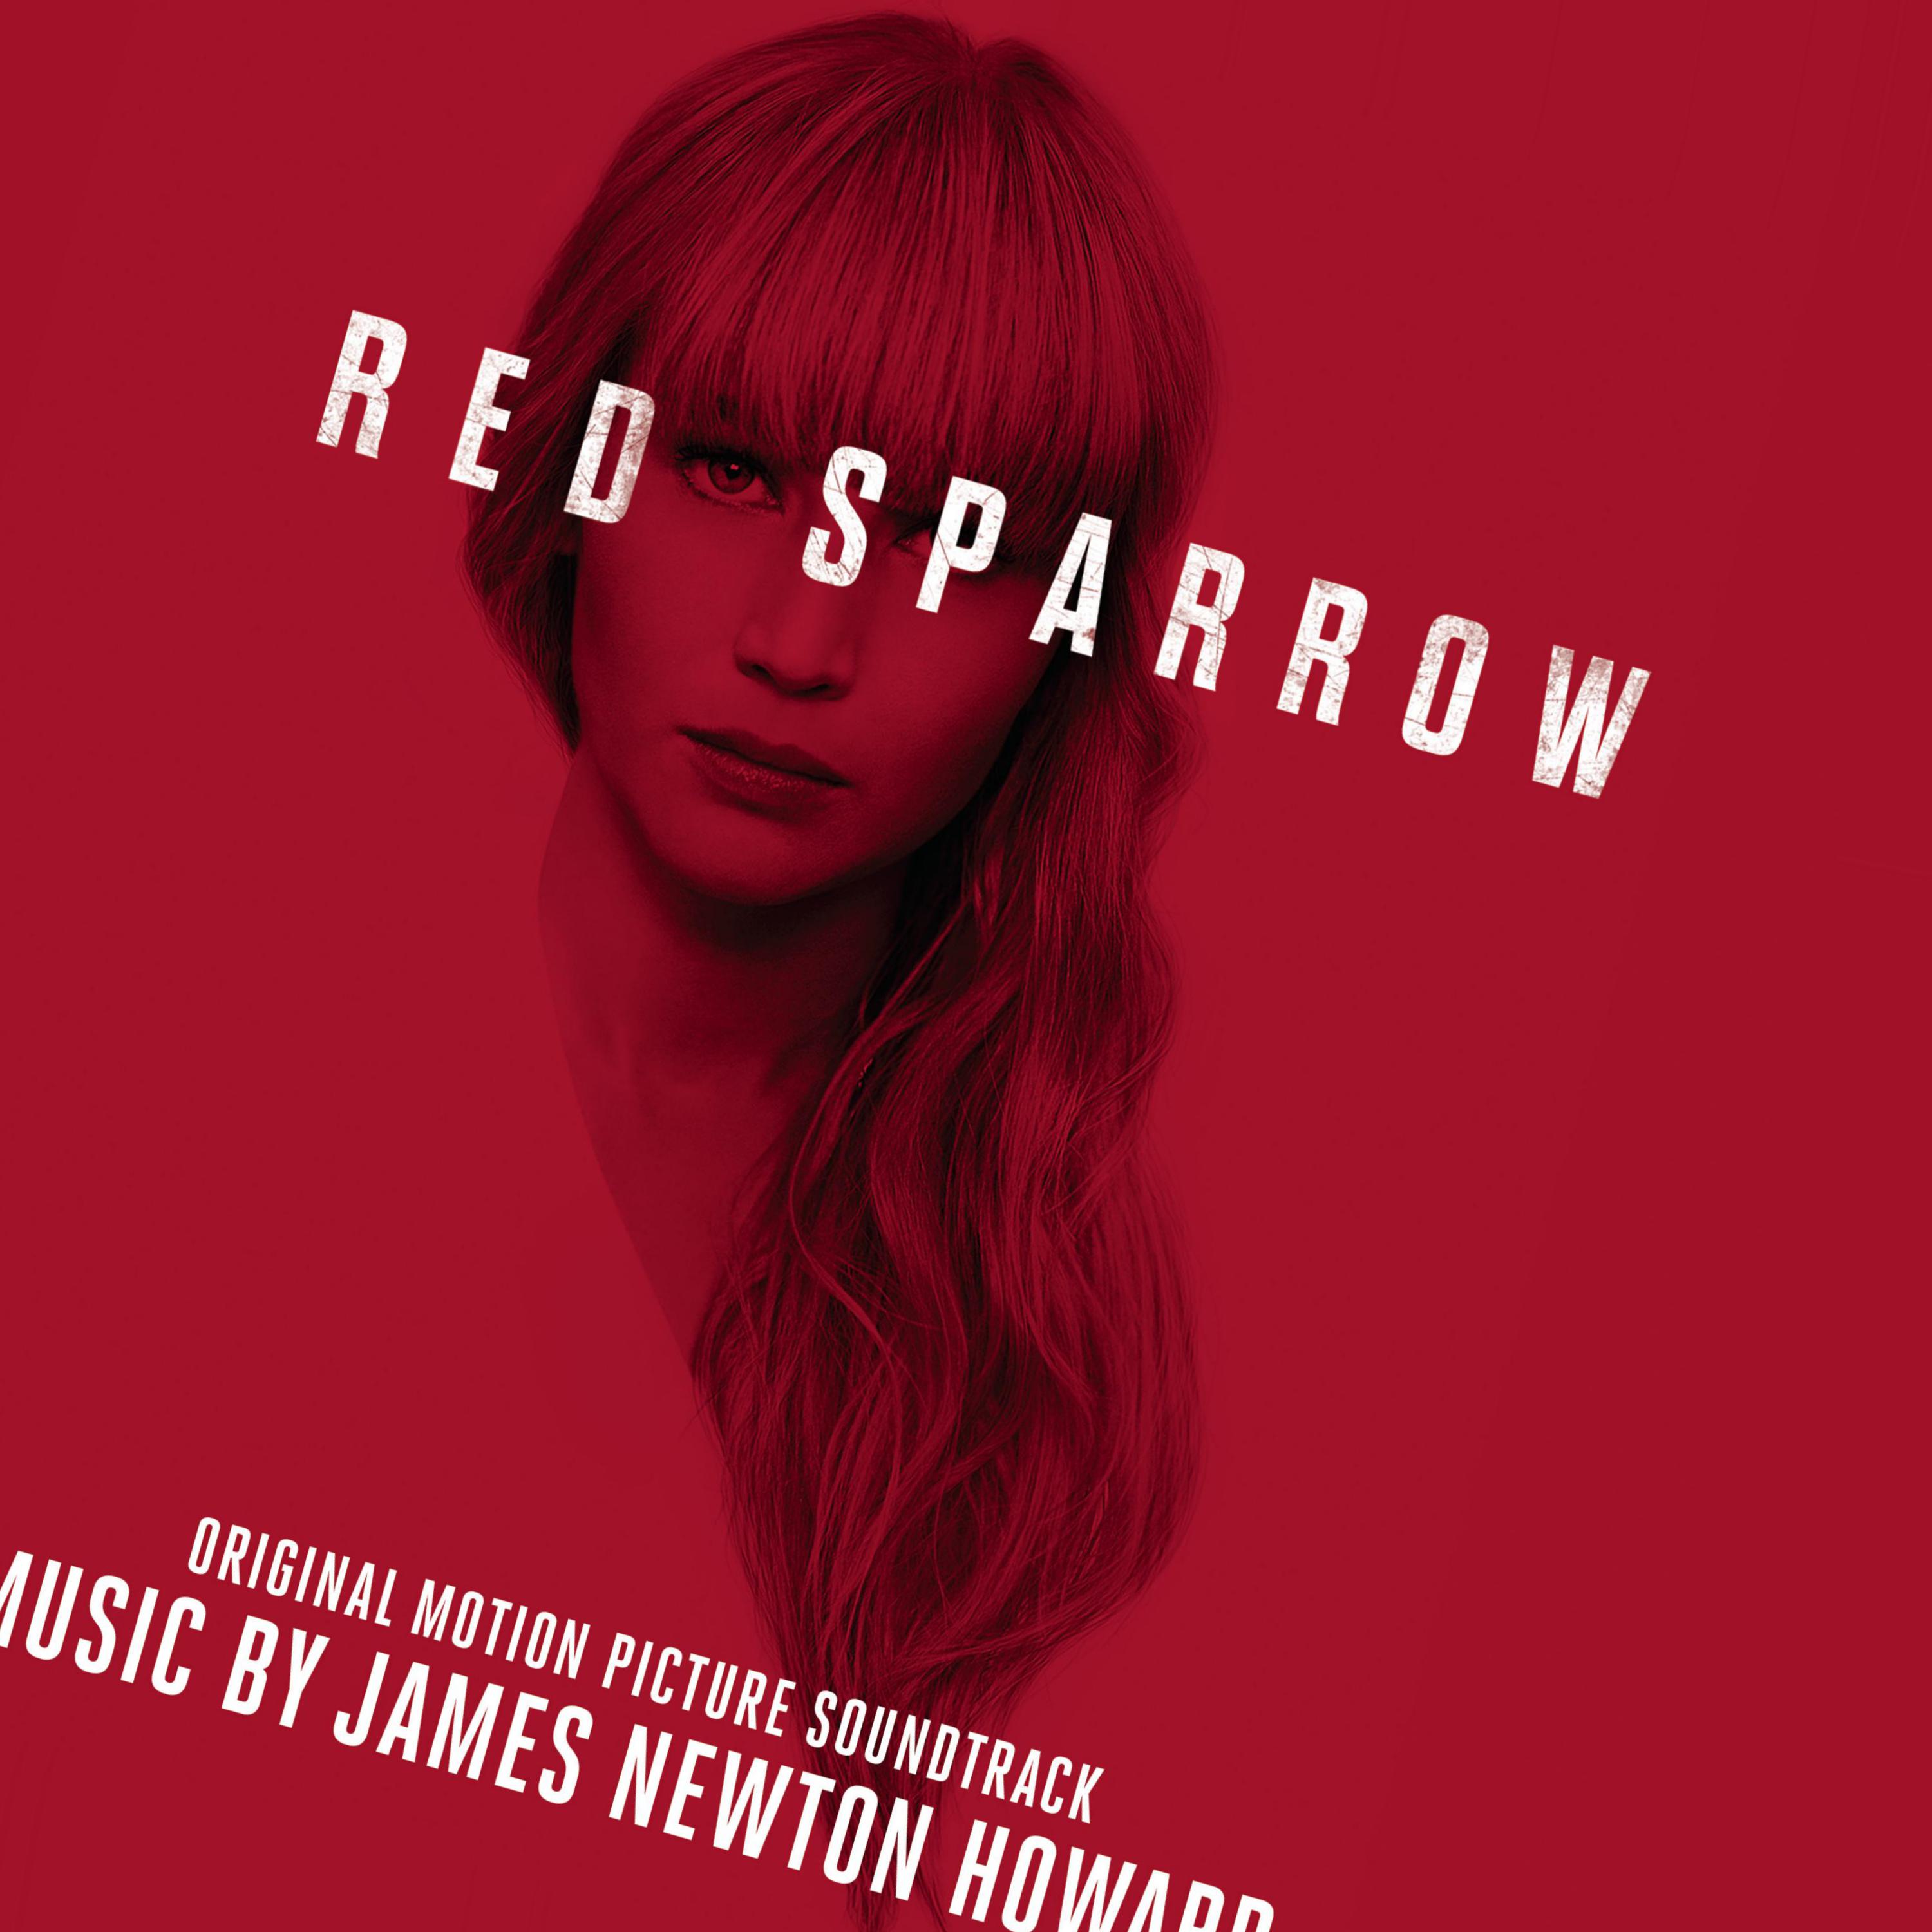 RED SPARROW
ORIGINAL MOTION PICTURE SOUNDTRACK
MUSIC BY JAMES NEWTON HOWARD